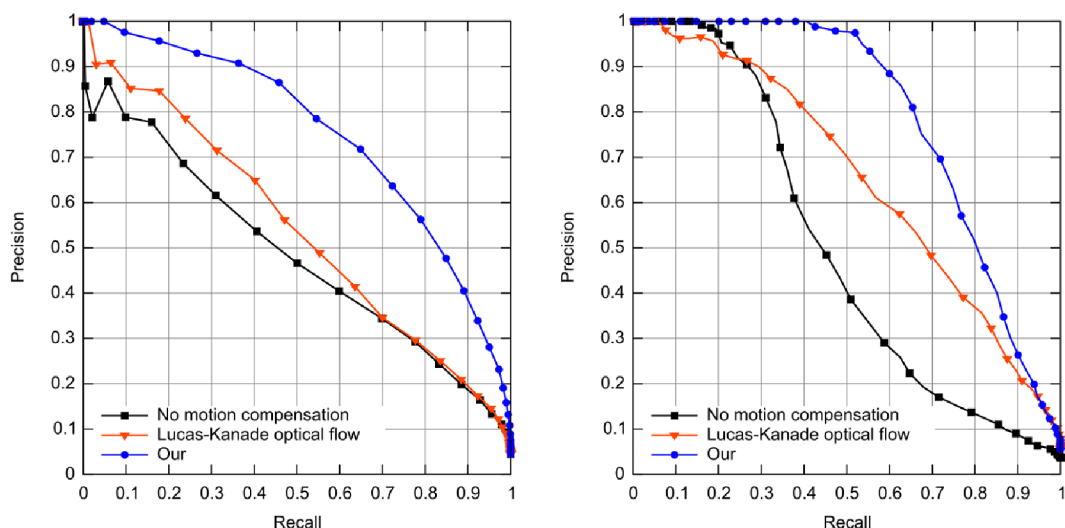 1
0.9
0.8
0.7
0.6
0.5
0.4
0.3
0.2
0.1
0
Precision
No motion compensation
Lucas-Kanade optical flow
Our
0 0.1 0.2 0.3 0.4 0.5 0.6 0.7 0.8 0.9 1
Recall
1
0.9
0.8
0.7
0.6
0.5
0.4
0.3
0.2
0.1
0
Precision
No motion compensation
Lucas-Kanade optical flow
Our
0 0.1 0.2 0.3 0.4 0.5 0.6 0.7 0.8 0.9 1
Recall